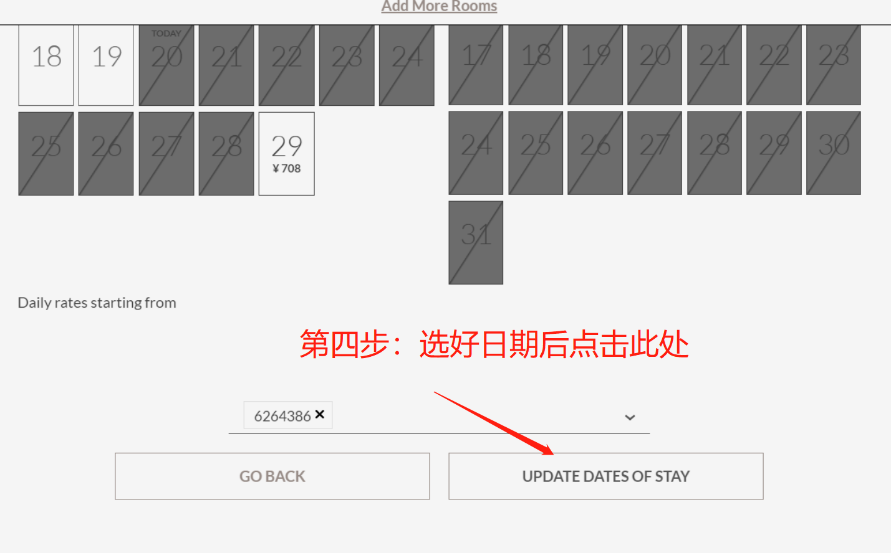 Add More Rooms
TODAY
18 19 20 21 22 23 24
17 18 19 20 21 22 23
25 26 27 28 29
¥ 708
24 25 26 27 28 29 30
31
Daily rates starting from
第四步：选好日期后点击此处
6264386 ×
GO BACK
UPDATE DATES OF STAY